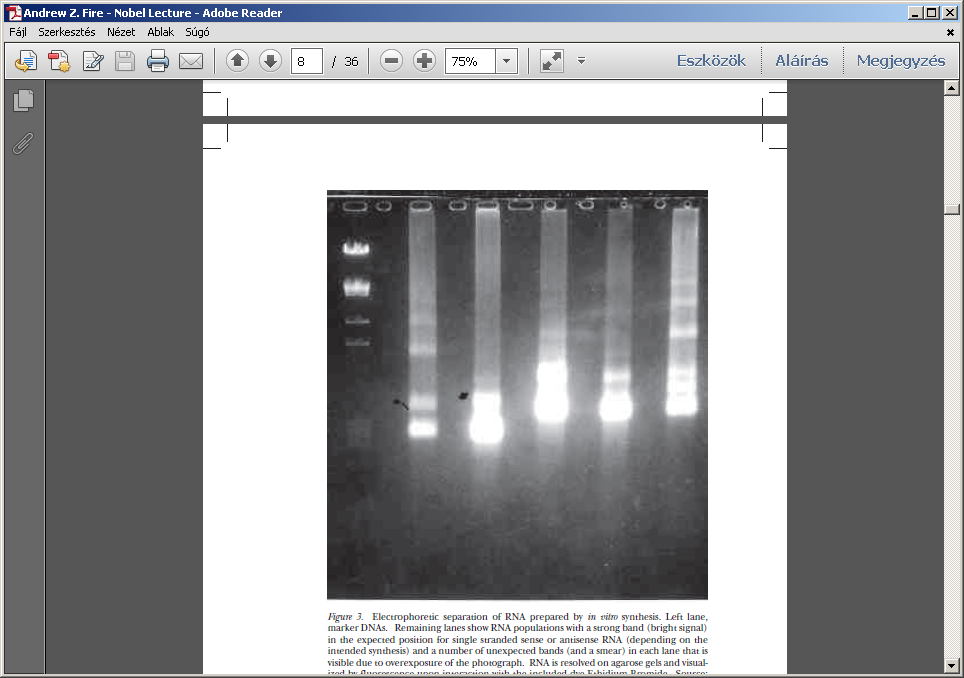 Andrew Z. Fire - Nobel Lecture - Adobe Reader
Fájl Szerkesztés Nézet Ablak Súgó
8 / 36 75% Eszközök Aláírás Megjegyzés
Figure 3. Electrophoretic separation of RNA prepared by in vitro synthesis. Left lane,
marker DNAs. Remaining lanes show RNA populations with a strong band (bright signal)
in the expected position for single stranded sense or antisense RNA (depending on the
intended synthesis) and a number of unexpected bands (and a smear) in each lane that is
visible due to overexposure of the photograph. RNA is resolved on agarose gels and visual-
ized by fluorescence upon interaction with the included dye Ethidium Bromide. Source: